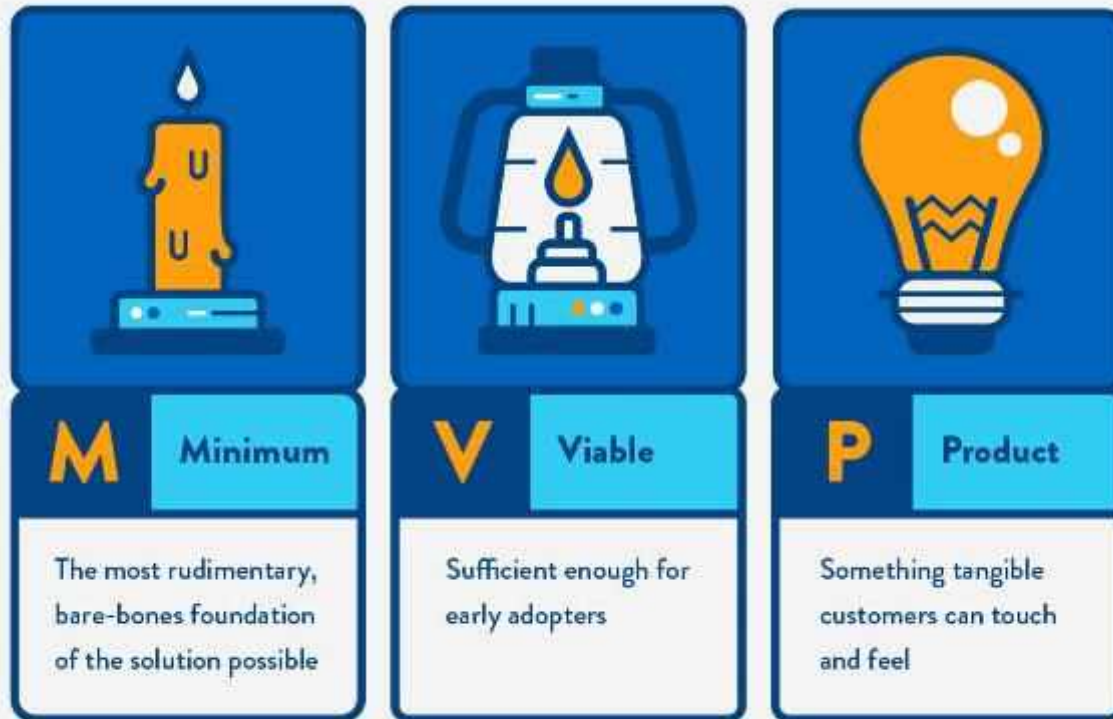 M Minimum
The most rudimentary,
bare-bones foundation
of the solution possible
V Viable
Sufficient enough for
early adopters
P Product
Something tangible
customers can touch
and feel